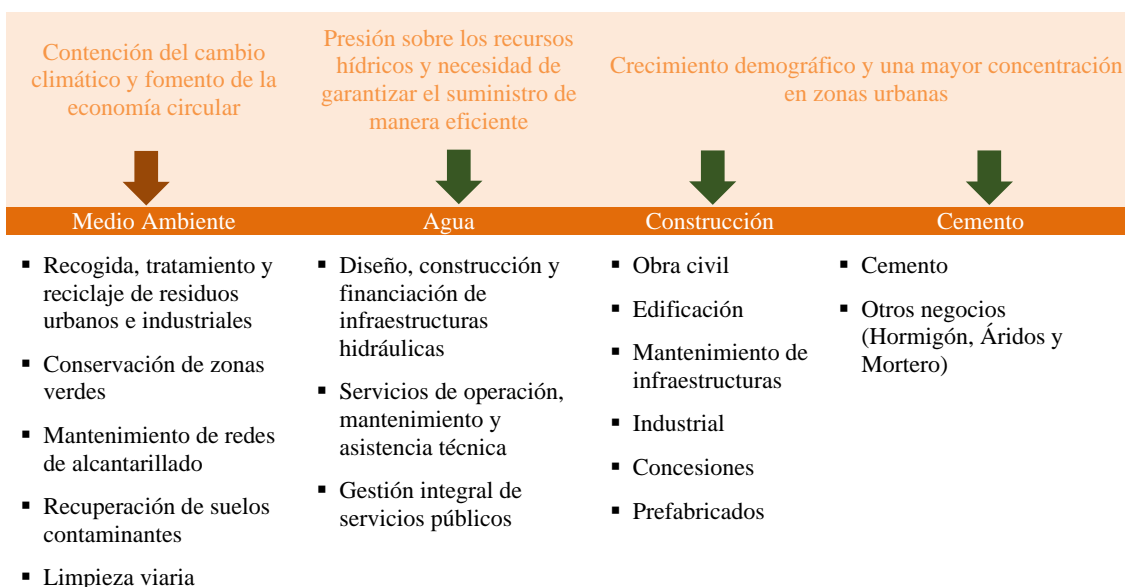 Contención del cambio
climático y fomento de la
economía circular
Presión sobre los recursos
hídricos y necesidad de
garantizar el suministro de
manera eficiente
Crecimiento demográfico y una mayor concentración
en zonas urbanas
Medio Ambiente
▪ Recogida, tratamiento y
reciclaje de residuos
urbanos e industriales
▪ Conservación de zonas
verdes
▪ Mantenimiento de redes
de alcantarillado
▪ Recuperación de suelos
contaminantes
▪ Limpieza viaria
Agua
▪ Diseño, construcción y
financiación de
infraestructuras
hidráulicas
▪ Servicios de operación,
mantenimiento y
asistencia técnica
▪ Gestión integral de
servicios públicos
Construcción
▪ Obra civil
▪ Edificación
▪ Mantenimiento de
infraestructuras
▪ Industrial
▪ Concesiones
▪ Prefabricados
Cemento
▪ Cemento
▪ Otros negocios
(Hormigón, Áridos y
Mortero)